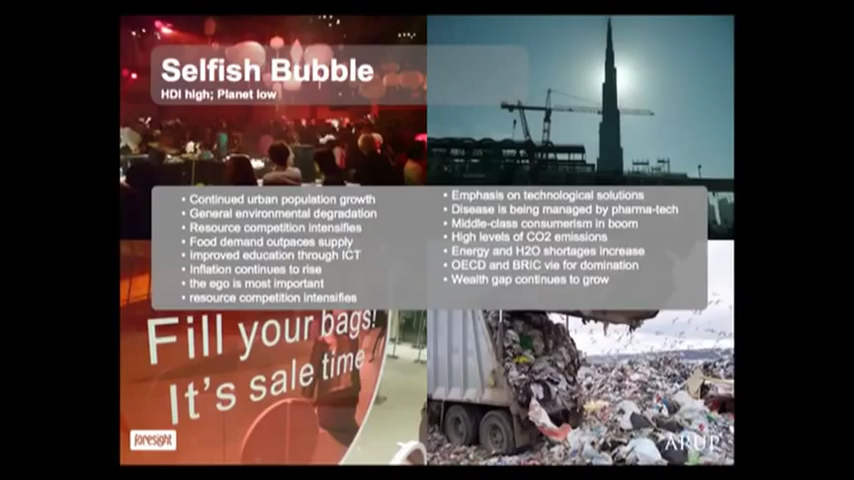 Selfish Bubble
HDI high; Planet low
• Continued urban population growth
• General environmental degradation
• Resource competition intensifies
• Food demand outpaces supply
• Improved education through ICT
• Inflation continues to rise
• the ego is most important
• resource competition intensifies
• Emphasis on technological solutions
• Disease is being managed by pharma-tech
• Middle-class consumerism in boom
• High levels of CO2 emissions
• Energy and H2O shortages increase
• OECD and BRIC vie for domination
• Wealth gap continues to grow
Fill your bags!
It's sale time
foresight
ARUP